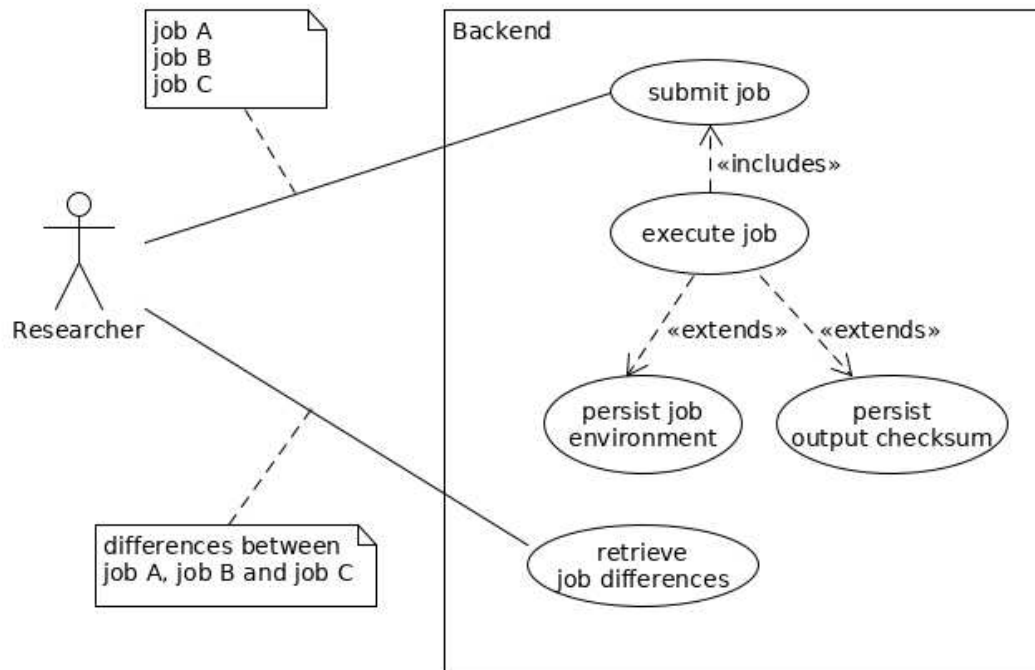 job A
job B
job C
Backend
submit job
«includes»
execute job
Researcher
«extends» «extends»
persist job
environment
persist
output checksum
differences between
job A, job B and job C
retrieve
job differences